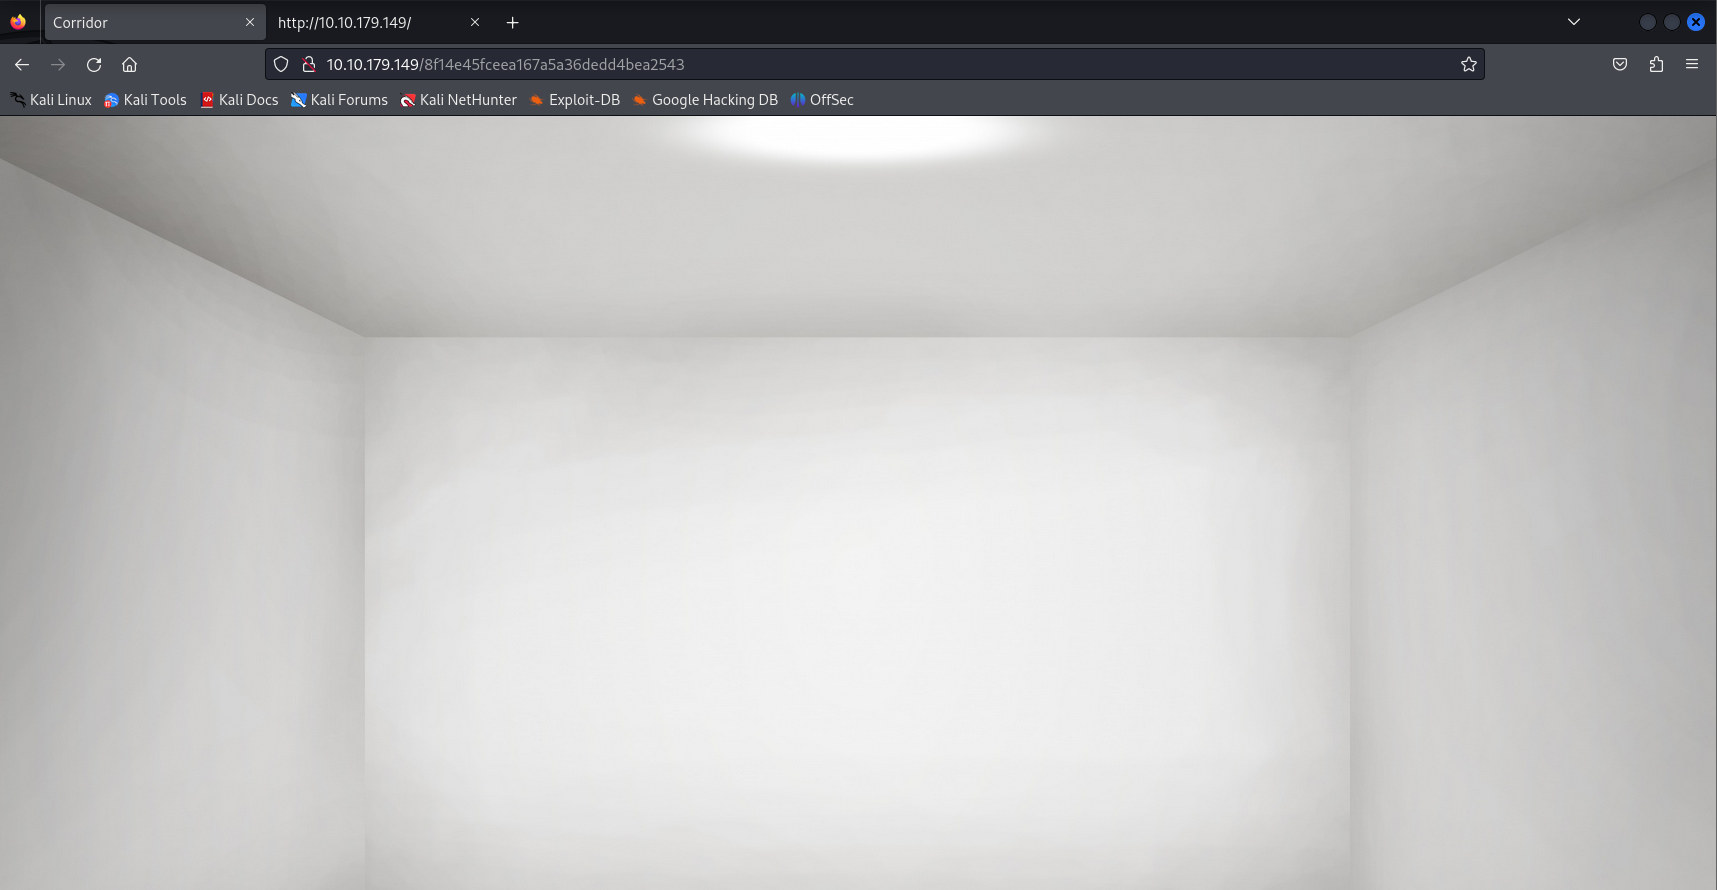 Corridor http://10.10.179.149/
10.10.179.149/8f14e45fceea167a5a36dedd4bea2543
Kali Linux Kali Tools Kali Docs Kali Forums Kali NetHunter Exploit-DB Google Hacking DB OffSec